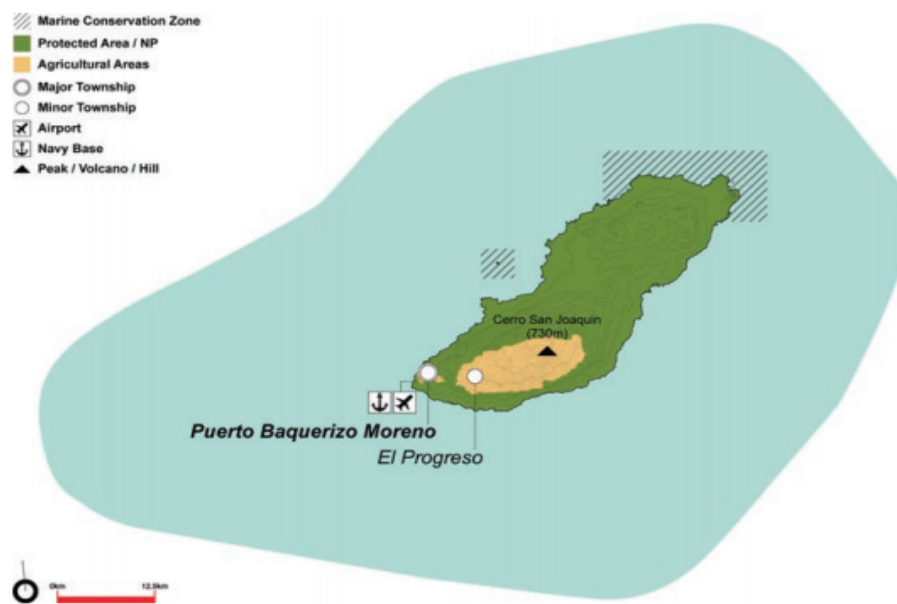 Marine Conservation Zone
Protected Area / NP
Agricultural Areas
Major Township
Minor Township
Airport
Navy Base
Peak / Volcano / Hill
Cerro San Joaquin
(730m)
Puerto Baquerizo Moreno
El Progreso
0km 12.5km